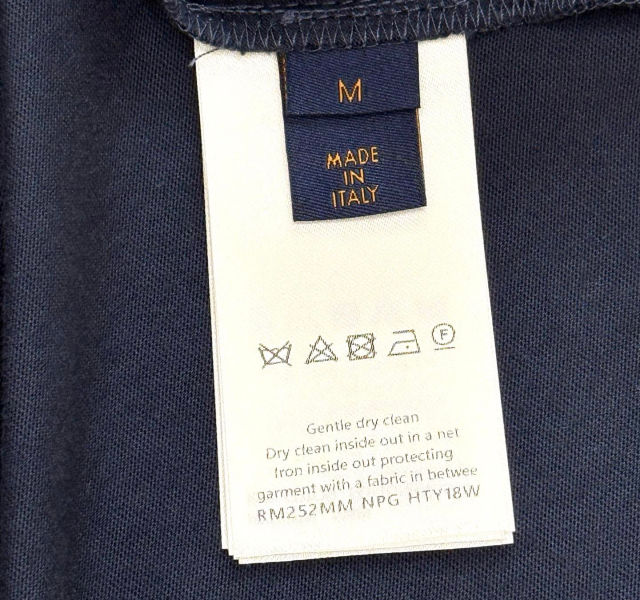 M
MADE
IN
ITALY
F
Gentle dry clean
Dry clean inside out in a net
Iron inside out protecting
garment with a fabric in betwee
RM252MM NPG HTY18W